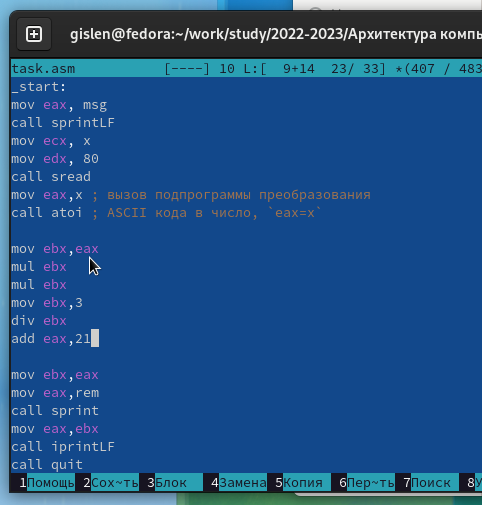 gislen@fedora:~/work/study/2022-2023/Архитектура компь
task.asm [----] 10 L:[ 9+14 23/ 33] *(407 / 483
_start:
mov eax, msg
call sprintLF
mov ecx, x
mov edx, 80
call sread
mov eax,x ; вызов подпрограммы преобразования
call atoi ; ASCII кода в число, `eax=x`
mov ebx,eax
mul ebx
mul ebx
mov ebx,3
div ebx
add eax,21
mov ebx,eax
mov eax,rem
call sprint
mov eax,ebx
call iprintLF
call quit
1Помощь 2Сох~ть 3Блок 4Замена 5Копия 6Пер~ть 7Поиск 8У